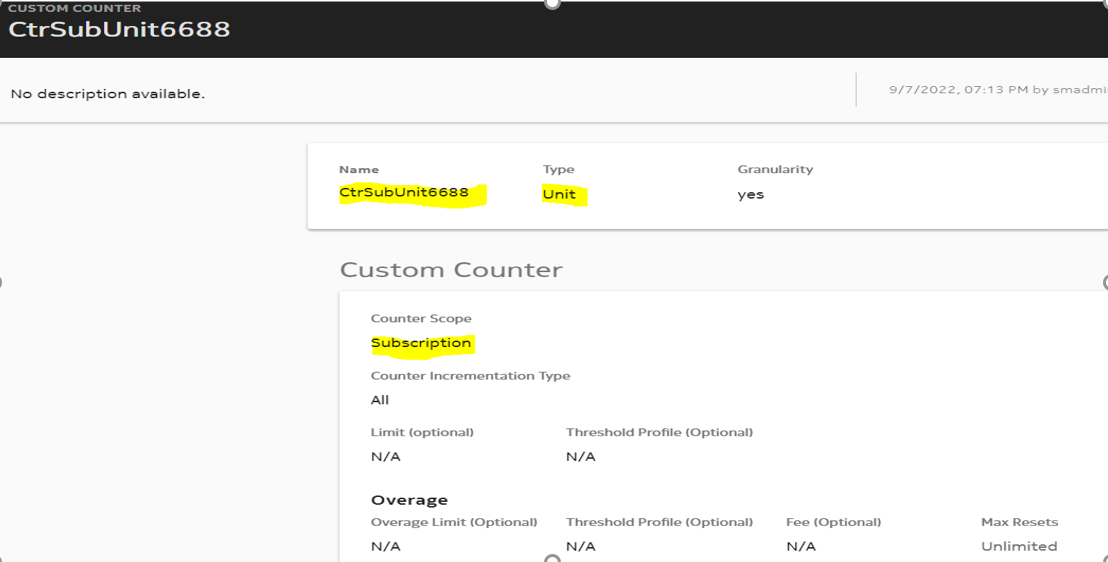 CUSTOM COUNTER
CtrSubUnit6688
No description available.
9/7/2022, 07:13 PM by smadmi
Name Type Granularity
CtrSubUnit6688 Unit yes
Custom Counter
Counter Scope
Subscription
Counter Incrementation Type
All
Limit (optional) Threshold Profile (Optional)
N/A N/A
Overage
Overage Limit (Optional) Threshold Profile (Optional) Fee (Optional) Max Resets
N/A N/A N/A Unlimited